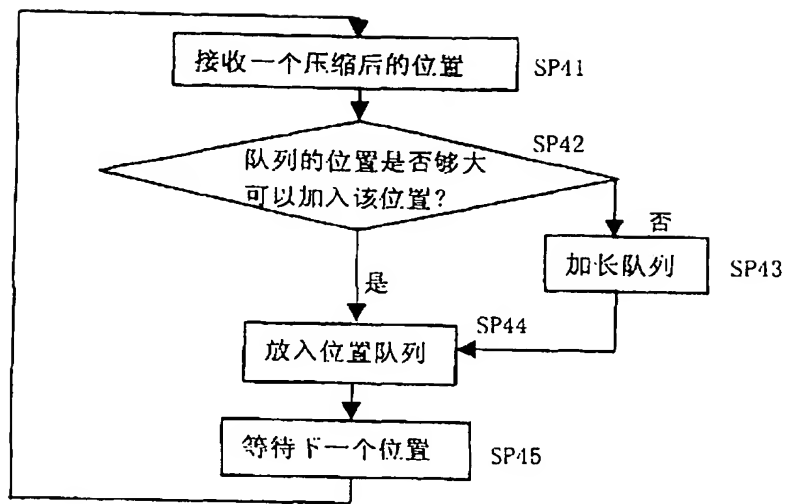 接收一个压缩后的位置
SP41
SP42
队列的位置是否够大
可以加入该位置?
否
加长队列
SP43
是
SP44
放入位置队列
等待下一个位置
SP45